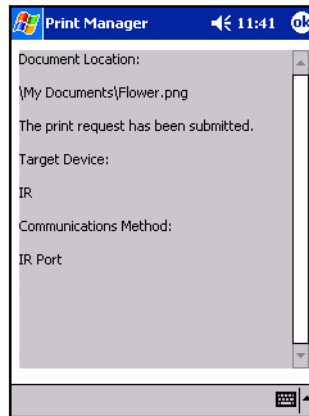 Print Manager 11:41 ok
Document Location:
\My Documents\Flower.png
The print request has been submitted.
Target Device:
IR
Communications Method:
IR Port